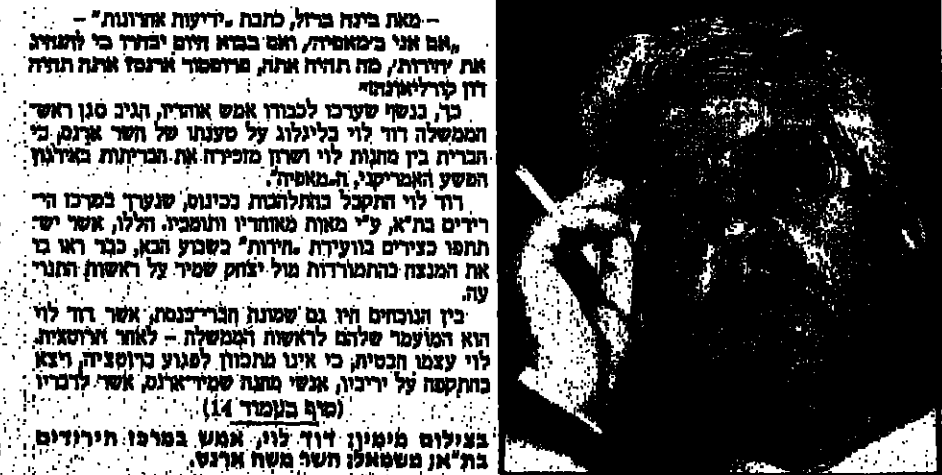 – מאת בינה ברזל, כתבת „ידיעות אחרונות" –
„אם אני ב׳מאפיה׳, ואם בבוא היום יבחרו בי להנהיג
את ׳חירות׳, מה תהיה אתה, פרופסור ארנס? אתה תהיה
דון קורליאונה?"
כך, בנשף שערכו לכבודו אמש אוהדיו, הגיב סגן ראש־
הממשלה דוד לוי בלעג על טענתו של השר ארנס, כי
הברית בין מחנות לוי ושרון מזכירה את הבריתות בארגון
הפשע האמריקני, ה„מאפיה".
דוד לוי התקבל בהתלהבות בכינוס, שנערך במרכז הי־
רידים בת"א, ע"י מאות מאוהדיו ותומכיו. הללו, אשר יש־
תתפו כצירים בוועידת „חירות" בשבוע הבא, כבר ראו בו
את המנצח בהתמודדות מול יצחק שמיר על ראשות התנו־
עה.
בין הנוכחים היו גם שמונת חברי־כנסת, אשר דוד לוי
הוא המועמד שלהם לראשות הממשלה – לאחר הרוטציה.
לוי עצמו הבטיח, כי אינו מתכוון לפגוע ברוטציה, ויצא
בהתקפה על יריביו, אנשי מחנה שמיר־ארנס, אשר לדבריו
(סוף בעמוד 14)
בצילום מימין: דוד לוי, אמש במרכז הירידים
בת"א; משמאל: השר משה ארנס.